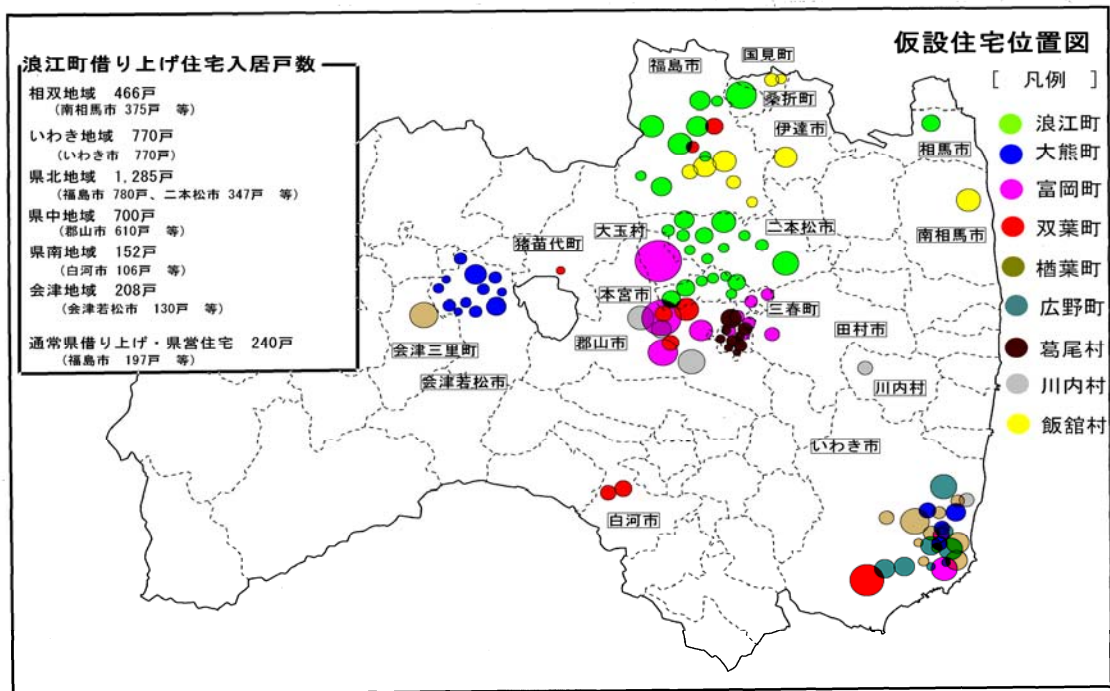 仮設住宅位置図
浪江町借り上げ住宅入居戸数
相双地域 466戸
(南相馬市 375戸 等)
いわき地域 770戸
(いわき市 770戸)
県北地域 1,285戸
(福島市 780戸、二本松市 347戸 等)
県中地域 700戸
(郡山市 610戸 等)
県南地域 152戸
(白河市 106戸 等)
会津地域 208戸
(会津若松市 130戸 等)
通常県借り上げ・県営住宅 240戸
(福島市 197戸 等)
[ 凡例 ]
浪江町
大熊町
富岡町
双葉町
楢葉町
広野町
葛尾村
川内村
飯舘村
国見町
福島市
桑折町
伊達市
相馬市
南相馬市
二本松市
大玉村
猪苗代町
本宮市
三春町
田村市
郡山市
会津三里町
会津若松市
川内村
いわき市
白河市